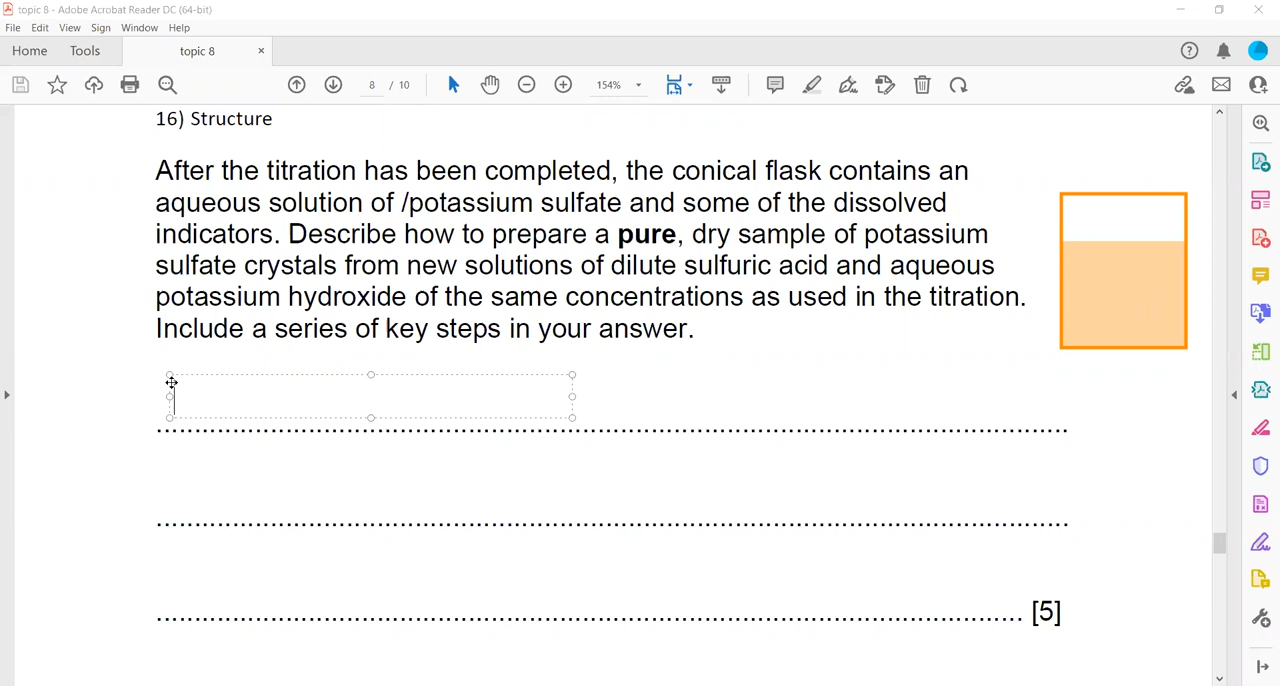 topic 8 - Adobe Acrobat Reader DC (64-bit)
File Edit View Sign Window Help
Home Tools topic 8 ×
8 / 10 154%
16) Structure
After the titration has been completed, the conical flask contains an
aqueous solution of /potassium sulfate and some of the dissolved
indicators. Describe how to prepare a pure, dry sample of potassium
sulfate crystals from new solutions of dilute sulfuric acid and aqueous
potassium hydroxide of the same concentrations as used in the titration.
Include a series of key steps in your answer.
................................................................................................................
................................................................................................................
............................................................................................................ [5]